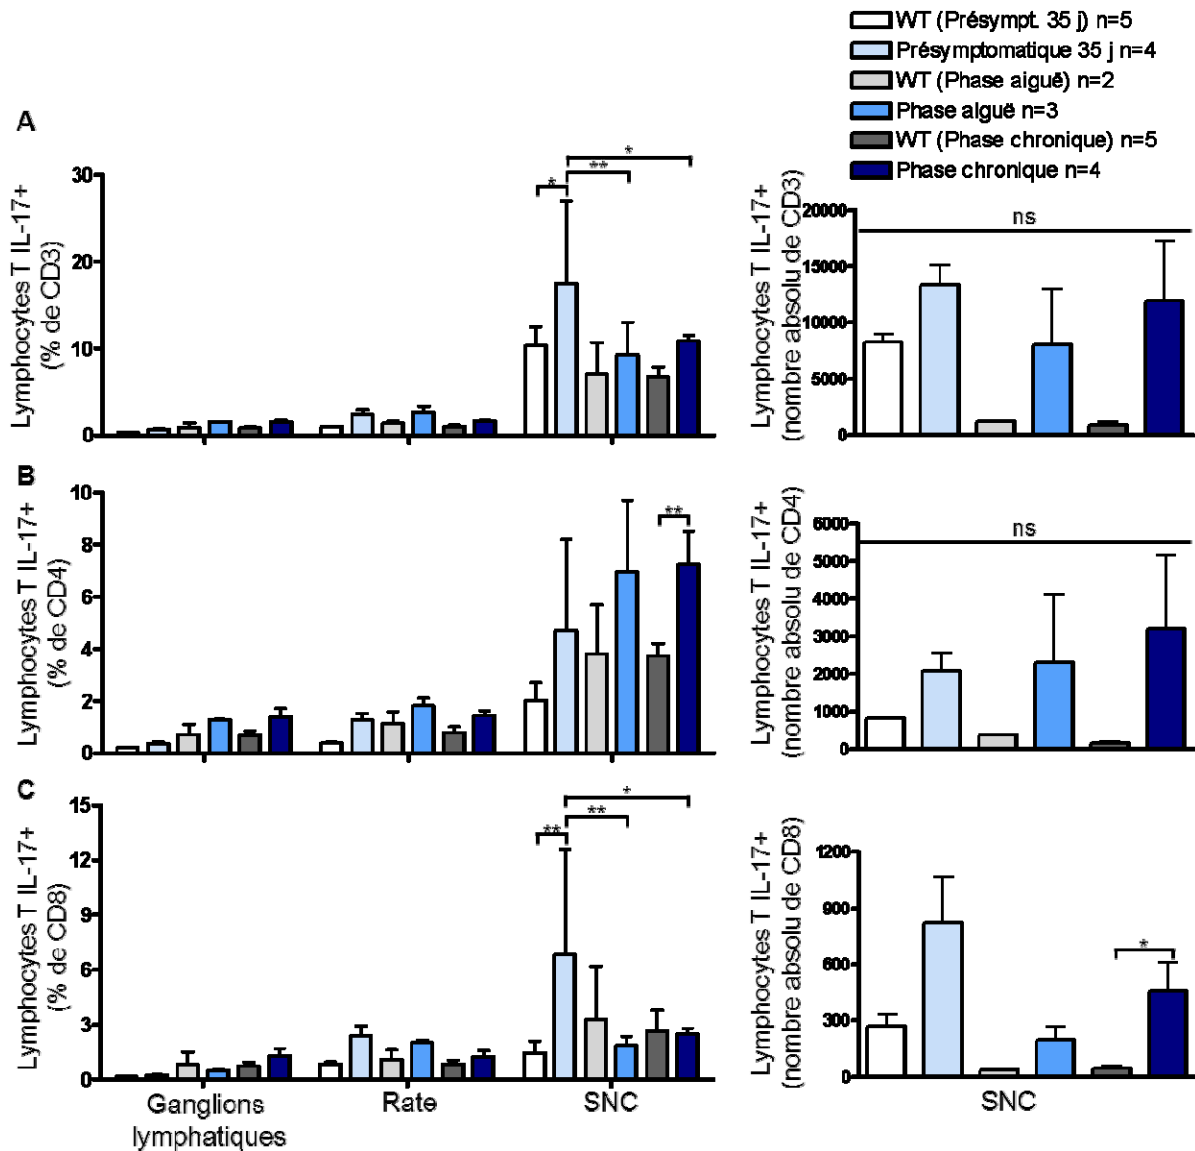 WT (Présympt. 35 j) n=5
Présymptomatique 35 j n=4
WT (Phase aiguë) n=2
Phase aiguë n=3
WT (Phase chronique) n=5
Phase chronique n=4
A
Lymphocytes T IL-17+
(% de CD3)
30
20
10
0
*
**
*
Lymphocytes T IL-17+
(nombre absolu de CD3)
20000
15000
10000
5000
0
ns
B
Lymphocytes T IL-17+
(% de CD4)
10
8
6
4
2
0
**
Lymphocytes T IL-17+
(nombre absolu de CD4)
6000
5000
4000
3000
2000
1000
0
ns
C
Lymphocytes T IL-17+
(% de CD8)
15
12
9
6
3
0
**
**
*
Ganglions
lymphatiques
Rate
SNC
Lymphocytes T IL-17+
(nombre absolu de CD8)
1200
900
600
300
0
*
SNC